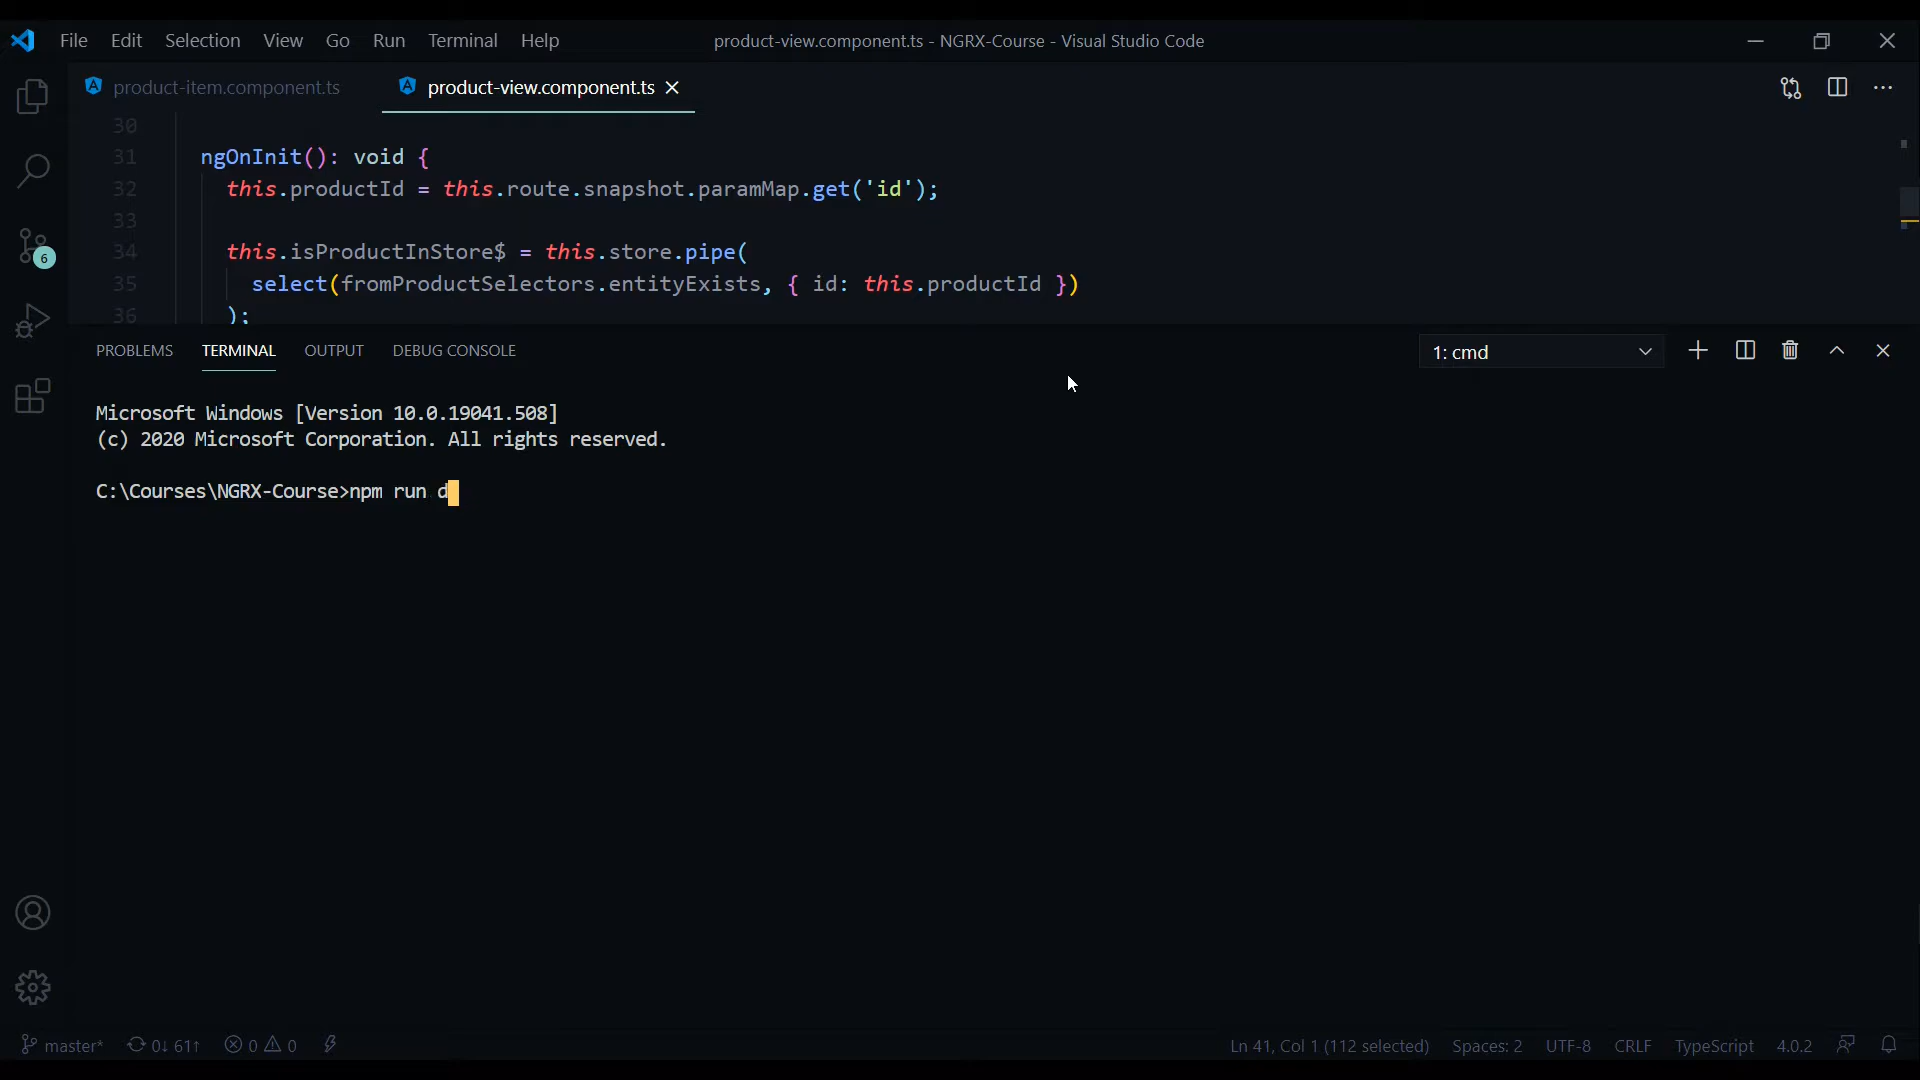 File Edit Selection View Go Run Terminal Help product-view.component.ts - NGRX-Course - Visual Studio Code
product-item.component.ts product-view.component.ts
30
31 ngOnInit(): void {
32 this.productId = this.route.snapshot.paramMap.get('id');
33
34 this.isProductInStore$ = this.store.pipe(
35 select(fromProductSelectors.entityExists, { id: this.productId })
36 );
6
PROBLEMS TERMINAL OUTPUT DEBUG CONSOLE 1: cmd
Microsoft Windows [Version 10.0.19041.508]
(c) 2020 Microsoft Corporation. All rights reserved.
C:\Courses\NGRX-Course>npm run d
master* 0↓ 61↑ 0 0 Ln 41, Col 1 (112 selected) Spaces: 2 UTF-8 CRLF TypeScript 4.0.2